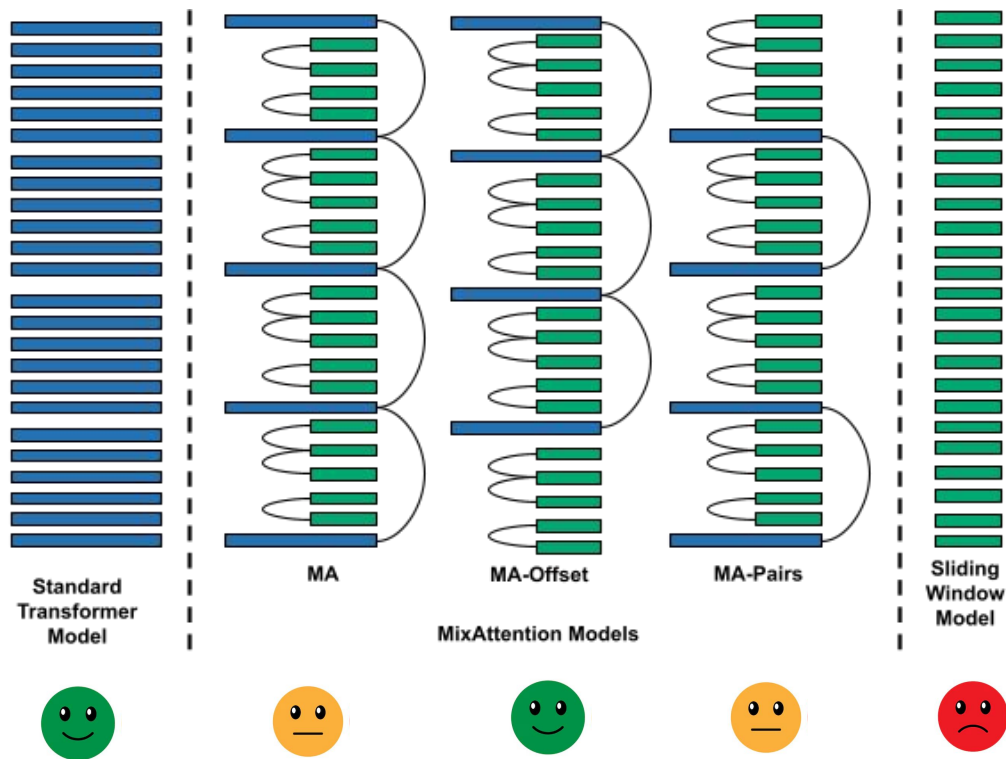 MA
MA-Offset
MA-Pairs
Standard
Transformer
Model
Sliding
Window
Model
MixAttention Models